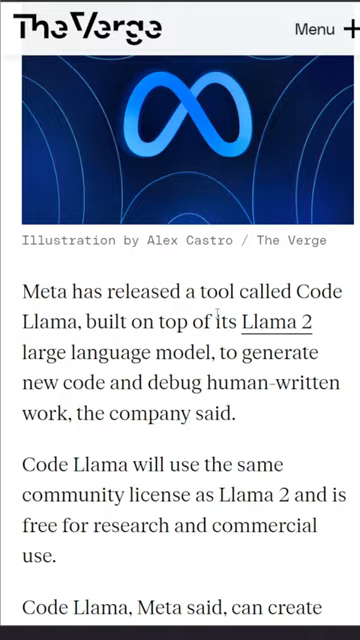 The Verge
Menu +
Illustration by Alex Castro / The Verge
Meta has released a tool called Code
Llama, built on top of its Llama 2
large language model, to generate
new code and debug human-written
work, the company said.
Code Llama will use the same
community license as Llama 2 and is
free for research and commercial
use.
Code Llama, Meta said, can create